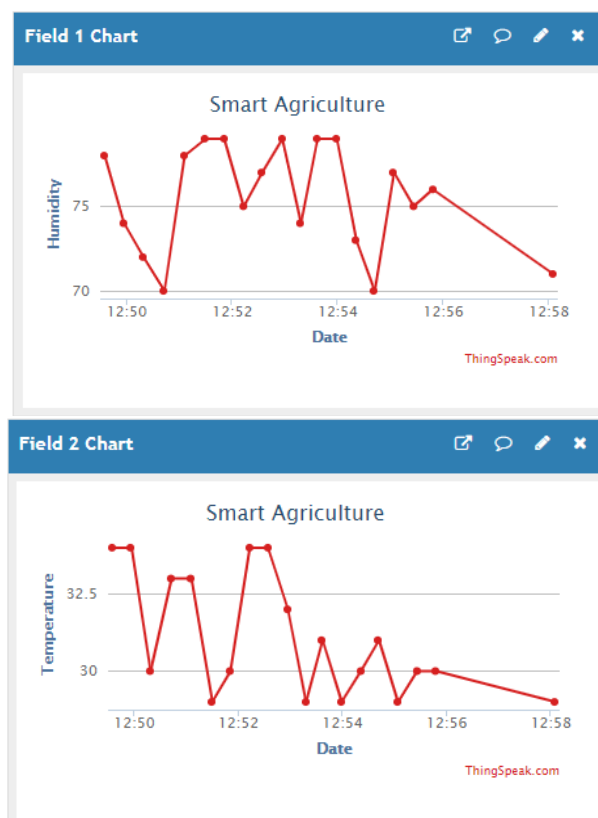 Field 1 Chart
Smart Agriculture
Humidity
75
70
12:50 12:52 12:54 12:56 12:58
Date
ThingSpeak.com
Field 2 Chart
Smart Agriculture
Temperature
32.5
30
12:50 12:52 12:54 12:56 12:58
Date
ThingSpeak.com